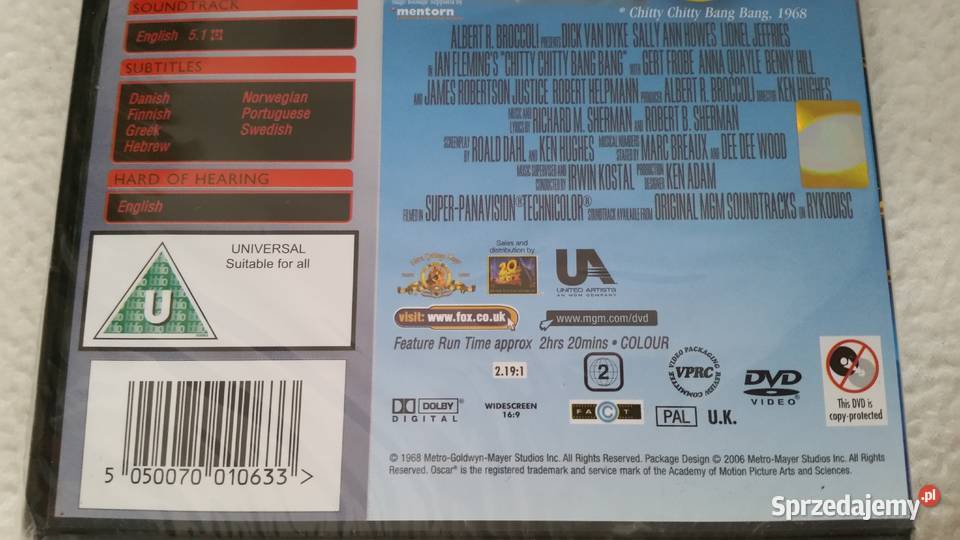 SOUNDTRACK
English 5.1
SUBTITLES
Danish Norwegian
Finnish Portuguese
Greek Swedish
Hebrew
HARD OF HEARING
English
UNIVERSAL
Suitable for all
U
5 050070 010633 >
mentorn
* Chitty Chitty Bang Bang, 1968
ALBERT R. BROCCOLI PRESENTS DICK VAN DYKE SALLY ANN HOWES LIONEL JEFFRIES
IN IAN FLEMING'S "CHITTY CHITTY BANG BANG" WITH GERT FROBE ANNA QUAYLE BENNY HILL
AND JAMES ROBERTSON JUSTICE ROBERT HELPMANN PRODUCER ALBERT R. BROCCOLI DIRECTOR KEN HUGHES
MUSIC AND LYRICS BY RICHARD M. SHERMAN AND ROBERT B. SHERMAN
SCREENPLAY BY ROALD DAHL AND KEN HUGHES MUSICAL NUMBERS STAGED BY MARC BREAUX AND DEE DEE WOOD
MUSIC SUPERVISED AND CONDUCTED BY IRWIN KOSTAL PRODUCTION DESIGNER KEN ADAM
FILMED IN SUPER-PANAVISION® TECHNICOLOR® SOUNDTRACK AVAILABLE FROM ORIGINAL MGM SOUNDTRACKS ON RYKODISC
Sales and
distribution by
20
UA
UNITED ARTISTS
AN MGM COMPANY
visit: www.fox.co.uk
www.mgm.com/dvd
Feature Run Time approx 2hrs 20mins • COLOUR
2.19:1
2
VIDEO PACKAGING REVIEW COMMITTEE
VPRC
DVD
VIDEO
This DVD is
copy-protected
DOLBY
DIGITAL
WIDESCREEN
16:9
FACT
PAL
U.K.
© 1968 Metro-Goldwyn-Mayer Studios Inc. All Rights Reserved. Package Design © 2006 Metro-Mayer Studios Inc. All Rights
Reserved. Oscar® is the registered trademark and service mark of the Academy of Motion Picture Arts and Sciences.
Sprzedajemy.pl